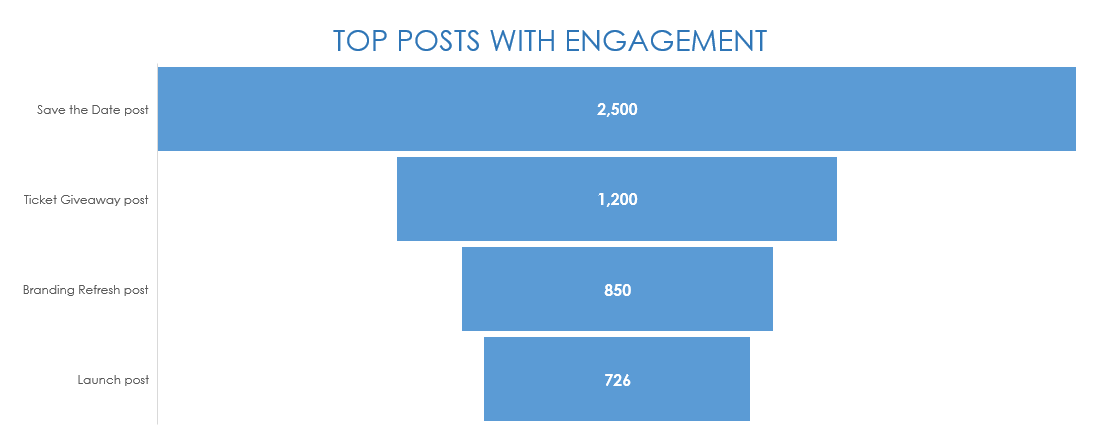 TOP POSTS WITH ENGAGEMENT
Save the Date post 2,500
Ticket Giveaway post 1,200
Branding Refresh post 850
Launch post 726